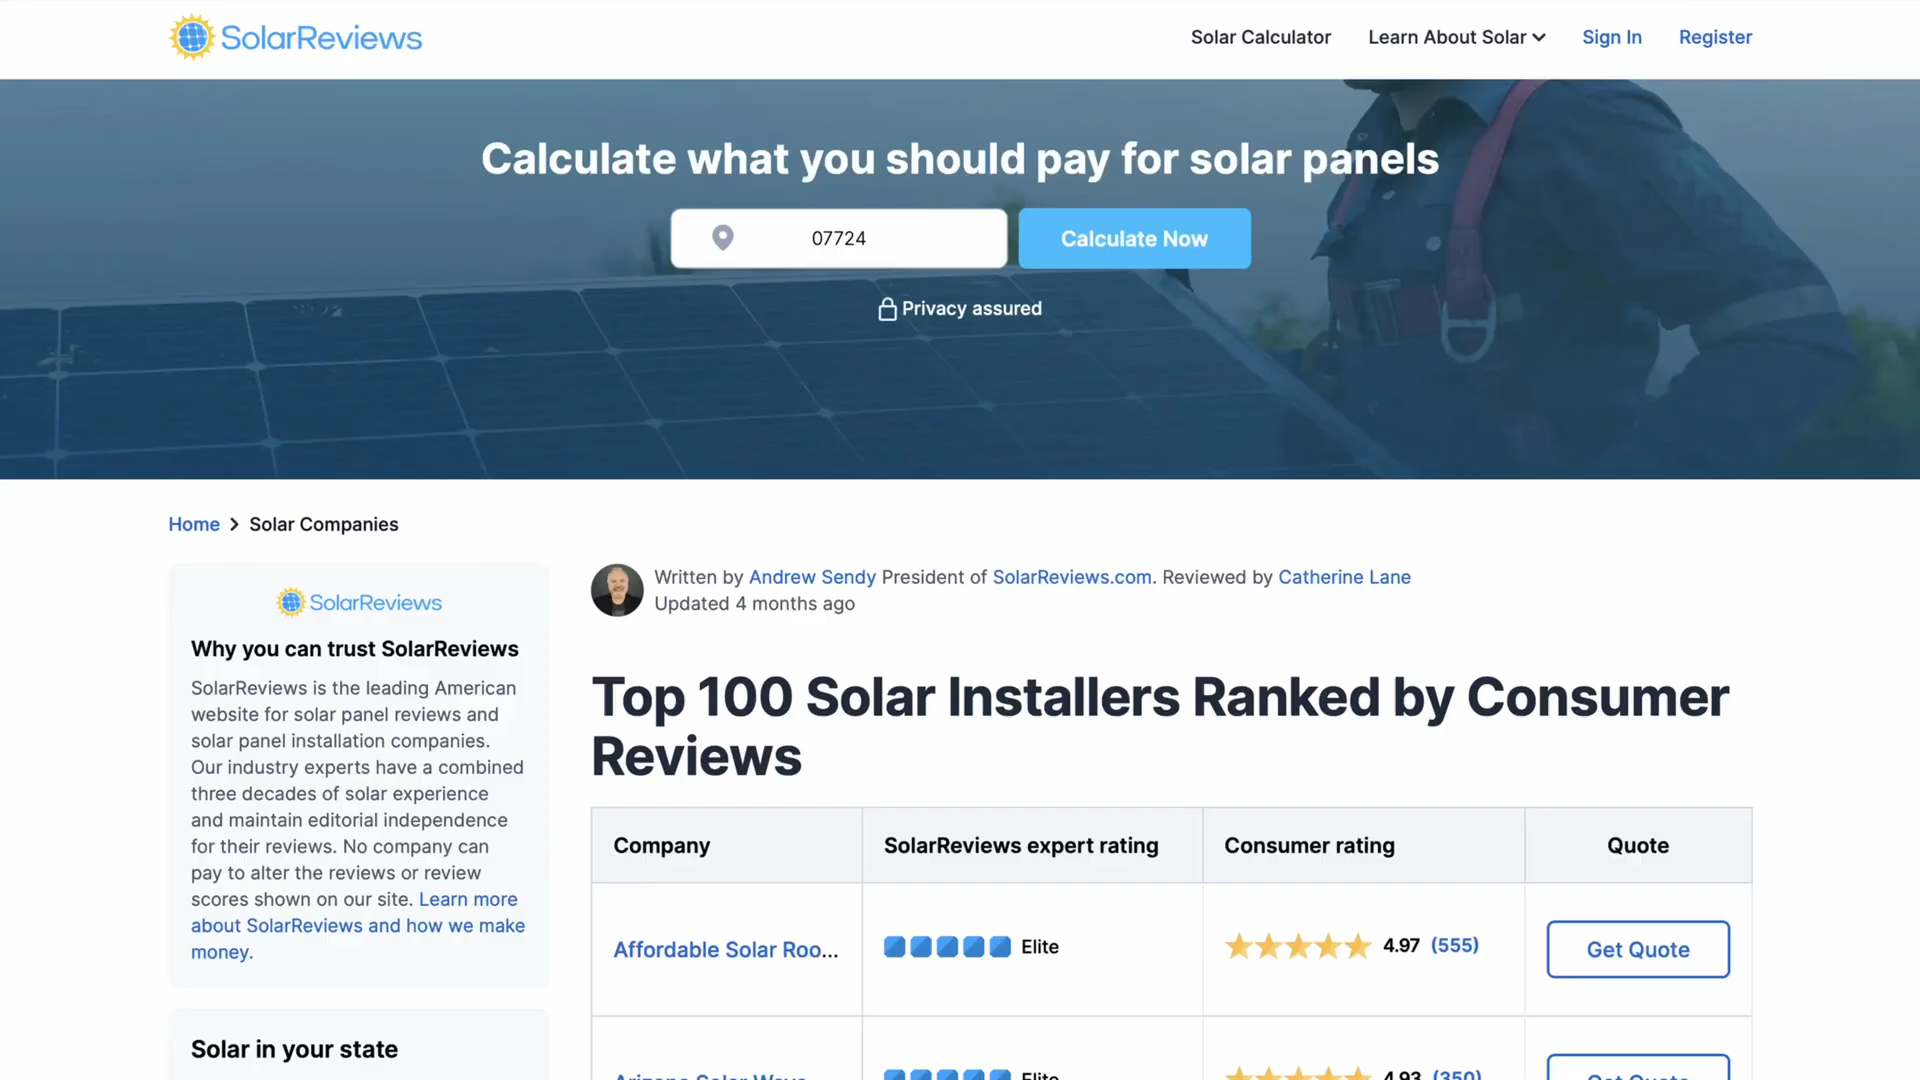 SolarReviews
Solar Calculator
Learn About Solar
Sign In
Register
Calculate what you should pay for solar panels
07724
Calculate Now
Privacy assured
Home > Solar Companies
SolarReviews
Why you can trust SolarReviews
SolarReviews is the leading American
website for solar panel reviews and
solar panel installation companies.
Our industry experts have a combined
three decades of solar experience
and maintain editorial independence
for their reviews. No company can
pay to alter the reviews or review
scores shown on our site. Learn more
about SolarReviews and how we make
money.
Solar in your state
Written by Andrew Sendy President of SolarReviews.com. Reviewed by Catherine Lane
Updated 4 months ago
Top 100 Solar Installers Ranked by Consumer
Reviews
Company
SolarReviews expert rating
Consumer rating
Quote
Affordable Solar Roo...
Elite
4.97 (555)
Get Quote
Arizona Solar Wave
Elite
4.93 (350)
Get Quote